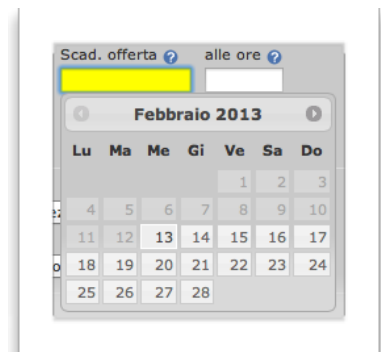 Scad. offerta ? alle ore ?
Febbraio 2013
Lu Ma Me Gi Ve Sa Do
1 2 3
4 5 6 7 8 9 10
11 12 13 14 15 16 17
18 19 20 21 22 23 24
25 26 27 28